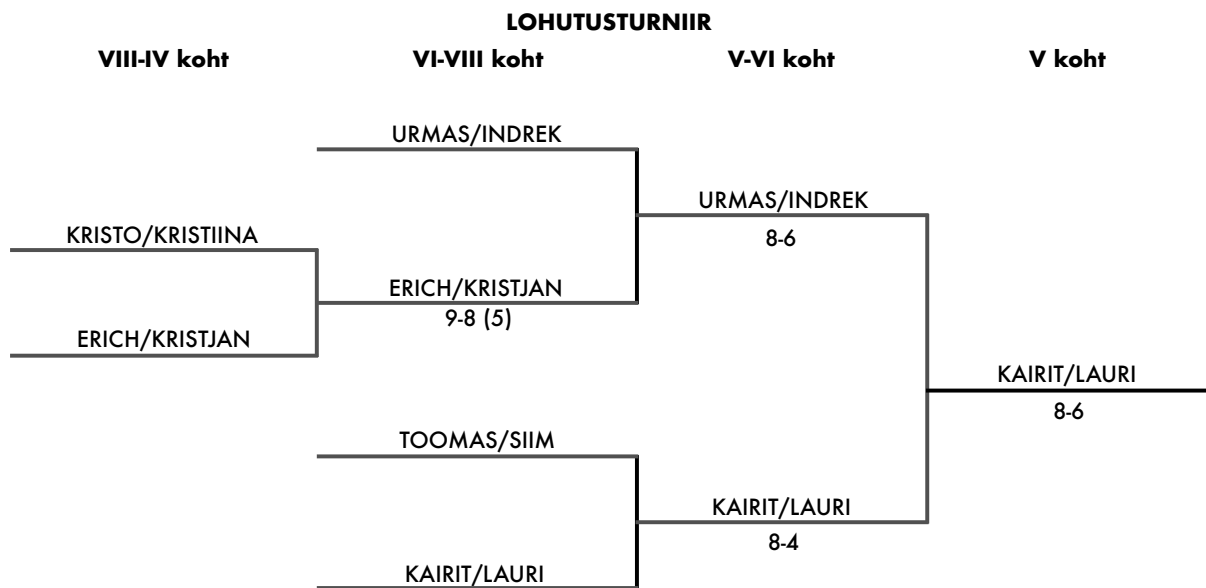 LOHUTUSTURNIIR
VIII-IV koht
VI-VIII koht
V-VI koht
V koht
URMAS/INDREK
URMAS/INDREK
8-6
KRISTO/KRISTIINA
ERICH/KRISTJAN
9-8 (5)
ERICH/KRISTJAN
KAIRIT/LAURI
8-6
TOOMAS/SIIM
KAIRIT/LAURI
8-4
KAIRIT/LAURI